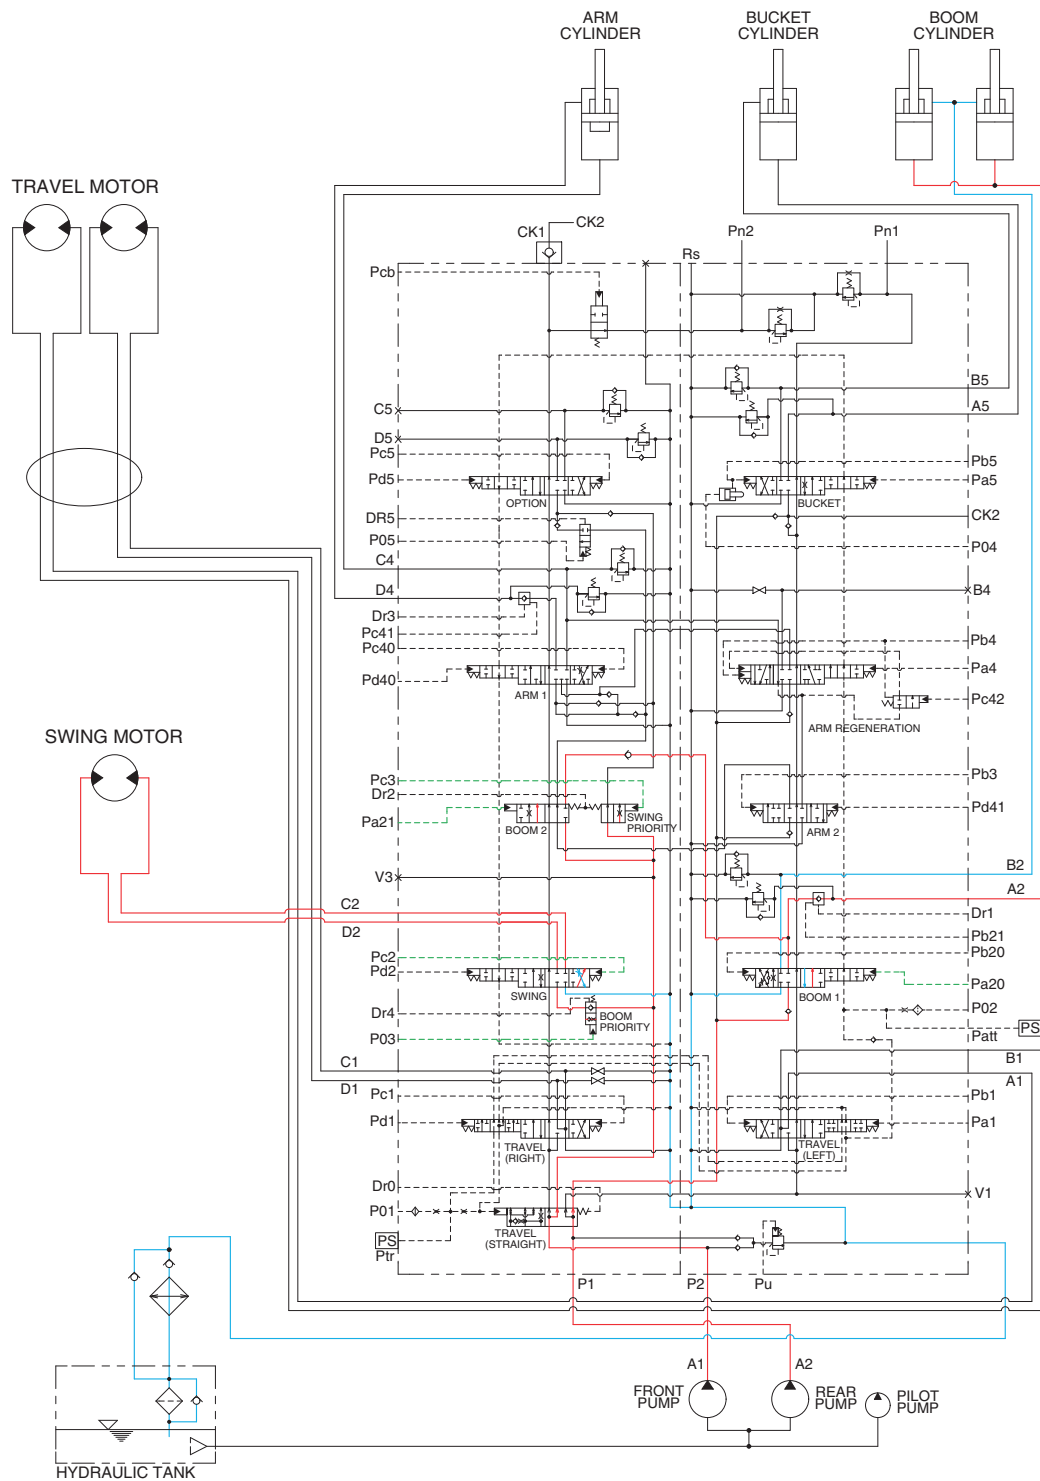 ARM
CYLINDER
BUCKET
CYLINDER
BOOM
CYLINDER
TRAVEL MOTOR
CK1
CK2
Pn2
Pn1
Rs
Pcb
B5
A5
C5
D5
Pc5
Pd5
OPTION
Pb5
Pa5
BUCKET
DR5
CK2
P05
P04
C4
D4
B4
Dr3
Pc41
Pc40
Pd40
ARM 1
Pb4
Pa4
Pc42
ARM REGENERATION
SWING MOTOR
Pc3
Dr2
Pa21
BOOM 2
SWING
PRIORITY
Pb3
Pd41
ARM 2
V3
B2
A2
C2
D2
Dr1
Pb21
Pb20
Pc2
Pd2
SWING
BOOM 1
Pa20
Dr4
BOOM
PRIORITY
P02
PS
P03
Patt
C1
B1
D1
A1
Pc1
Pd1
TRAVEL
(RIGHT)
Pb1
Pa1
TRAVEL
(LEFT)
Dr0
P01
V1
TRAVEL
(STRAIGHT)
PS
Ptr
P1
P2
Pu
A1
A2
FRONT
PUMP
REAR
PUMP
PILOT
PUMP
HYDRAULIC TANK